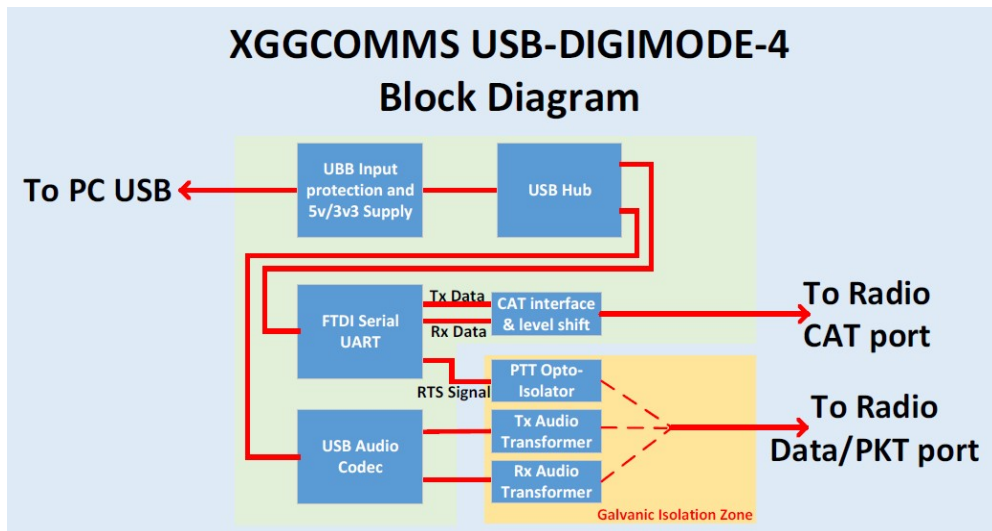 XGGCOMMS USB-DIGIMODE-4
Block Diagram
To PC USB
UBB Input
protection and
5v/3v3 Supply
USB Hub
FTDI Serial
UART
Tx Data
Rx Data
CAT interface
& level shift
To Radio
CAT port
RTS Signal
PTT Opto-
Isolator
Tx Audio
Transformer
Rx Audio
Transformer
USB Audio
Codec
To Radio
Data/PKT port
Galvanic Isolation Zone